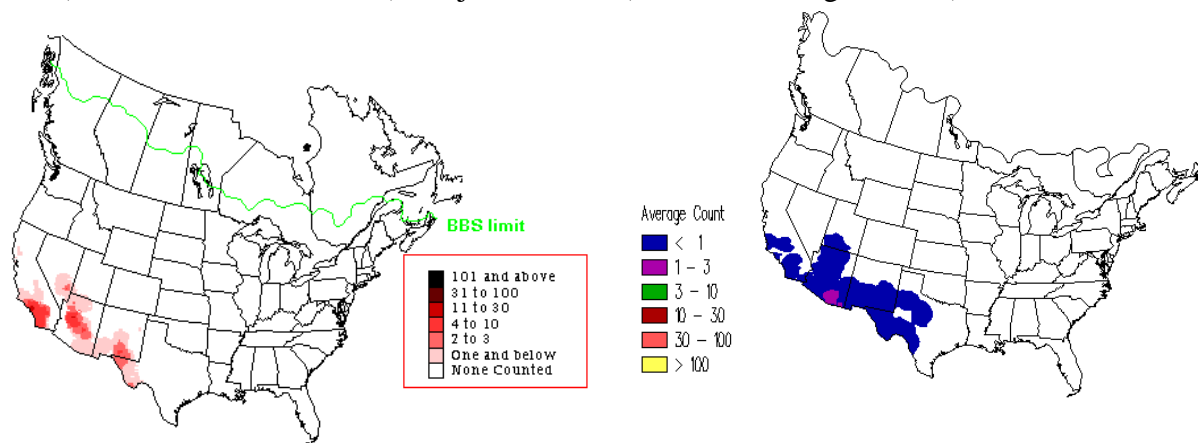 BBS limit
101 and above
31 to 100
11 to 30
4 to 10
2 to 3
One and below
None Counted
Average Count
< 1
1 - 3
3 - 10
10 - 30
30 - 100
> 100